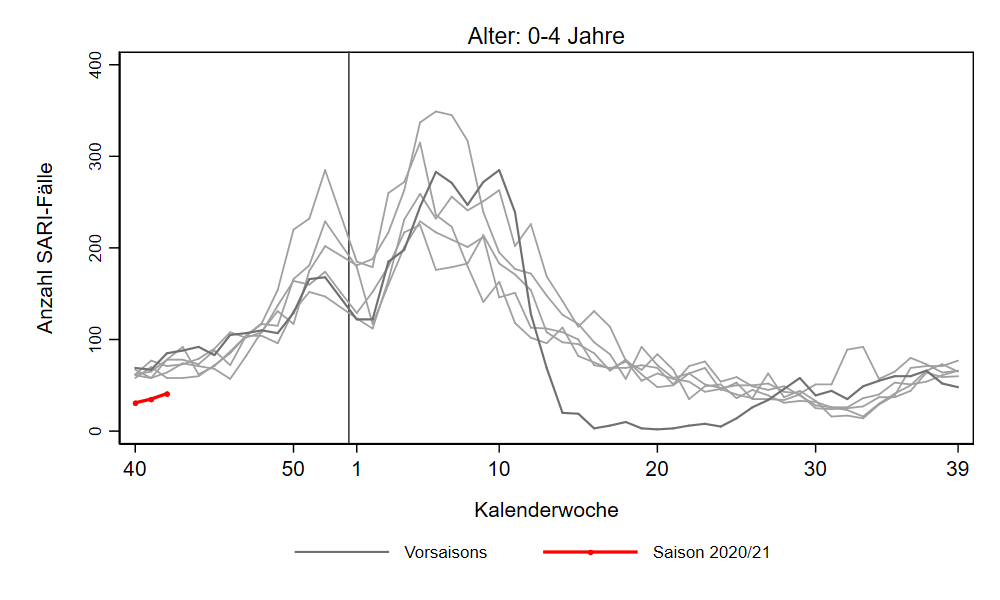 Alter: 0-4 Jahre
400
300
200
100
0
Anzahl SARI-Fälle
40 50 1 10 20 30 39
Kalenderwoche
Vorsaisons Saison 2020/21